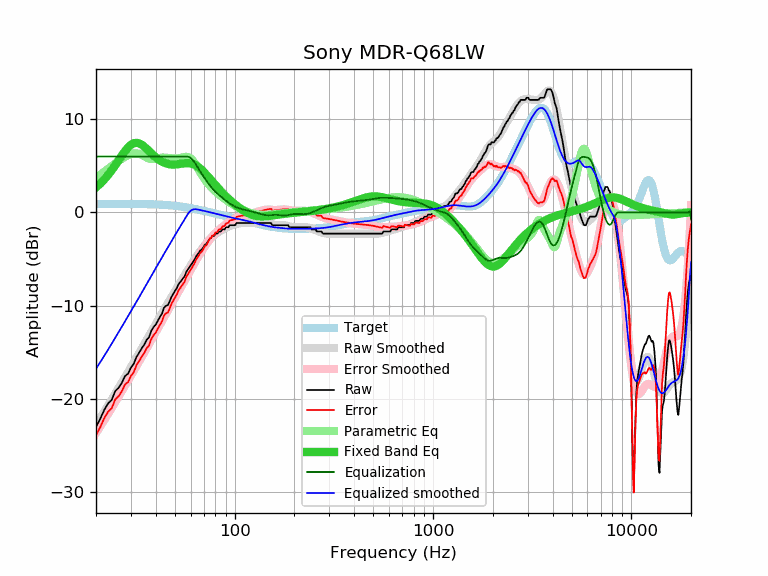 Sony MDR-Q68LW
Amplitude (dBr)
10
0
−10
−20
−30
Target
Raw Smoothed
Error Smoothed
Raw
Error
Parametric Eq
Fixed Band Eq
Equalization
Equalized smoothed
100
1000
10000
Frequency (Hz)